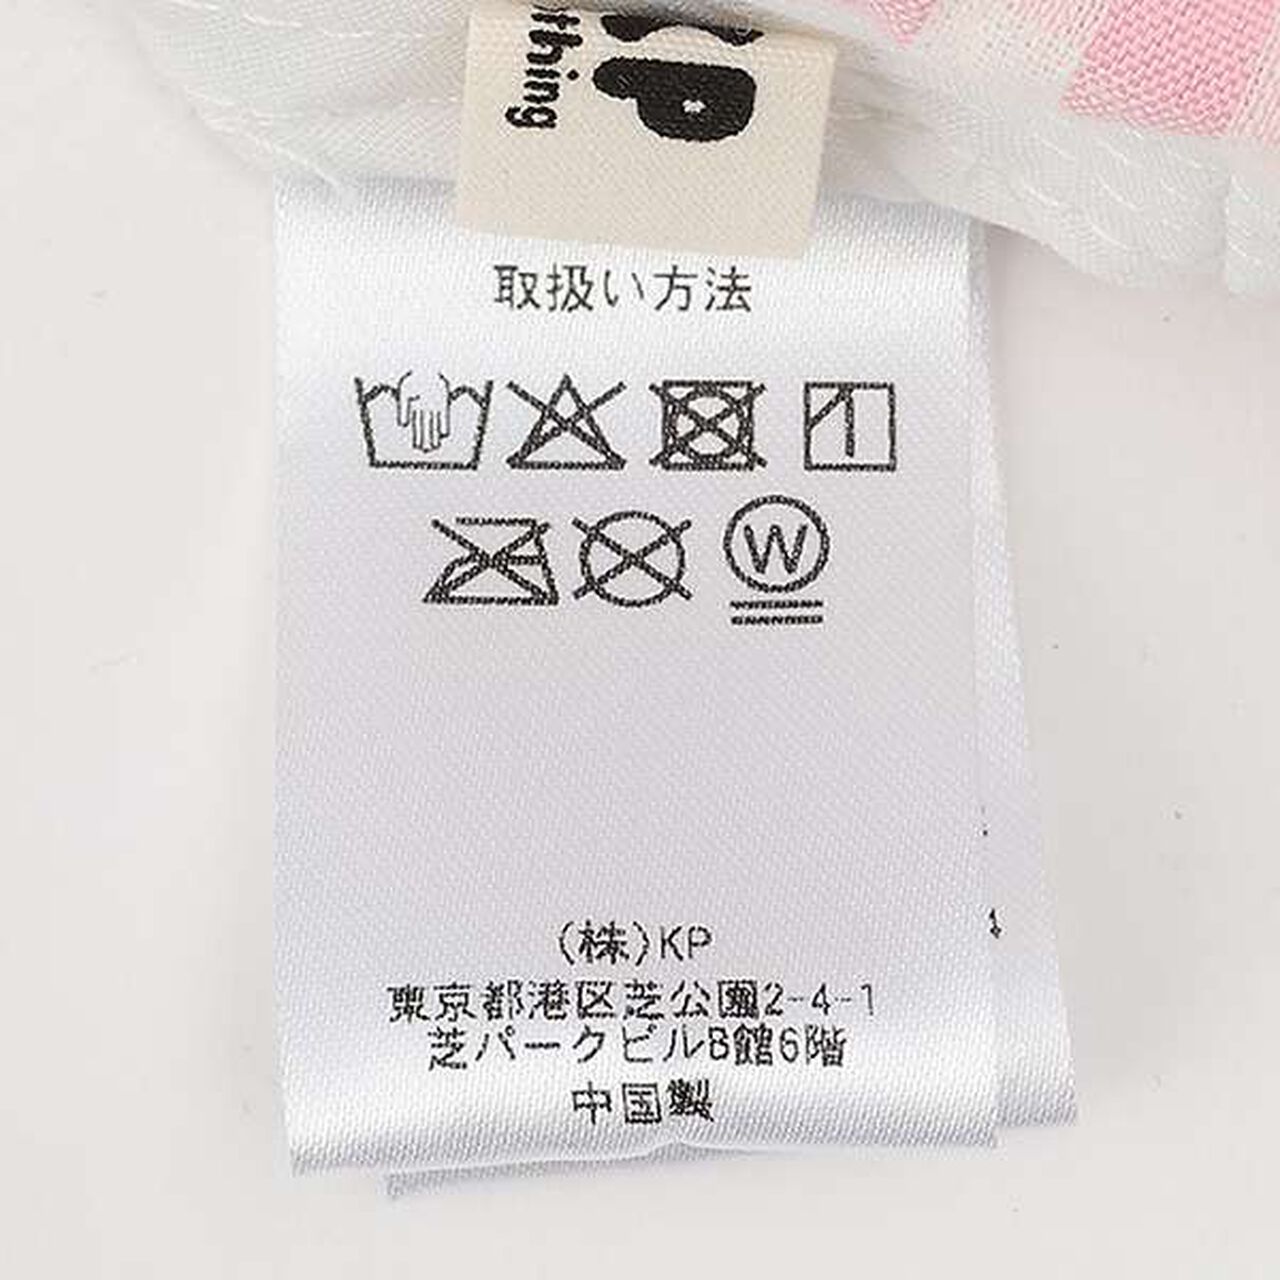 KP
thing
取扱い方法
W
(株)KP
東京都港区芝公園2-4-1
芝パークビルB館6階
中国製